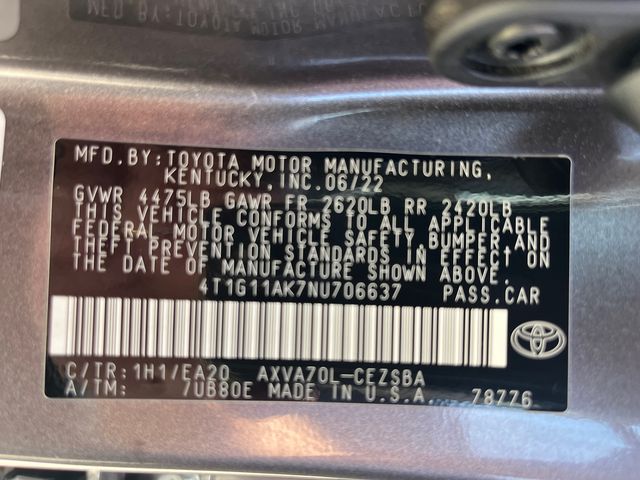 MFD.BY:TOYOTA MOTOR MANUFACTURING,
KENTUCKY,INC.06/22
GVWR 4475LB GAWR FR 2620LB RR 2420LB
THIS VEHICLE CONFORMS TO ALL APPLICABLE
FEDERAL MOTOR VEHICLE SAFETY,BUMPER,AND
THEFT PREVENTION STANDARDS IN EFFECT ON
THE DATE OF MANUFACTURE SHOWN ABOVE.
4T1G11AK7NU706637 PASS.CAR
C/TR:1H1/EA20 AXVA70L-CEZSBA
A/TM: 7UB80E MADE IN U.S.A. 78776